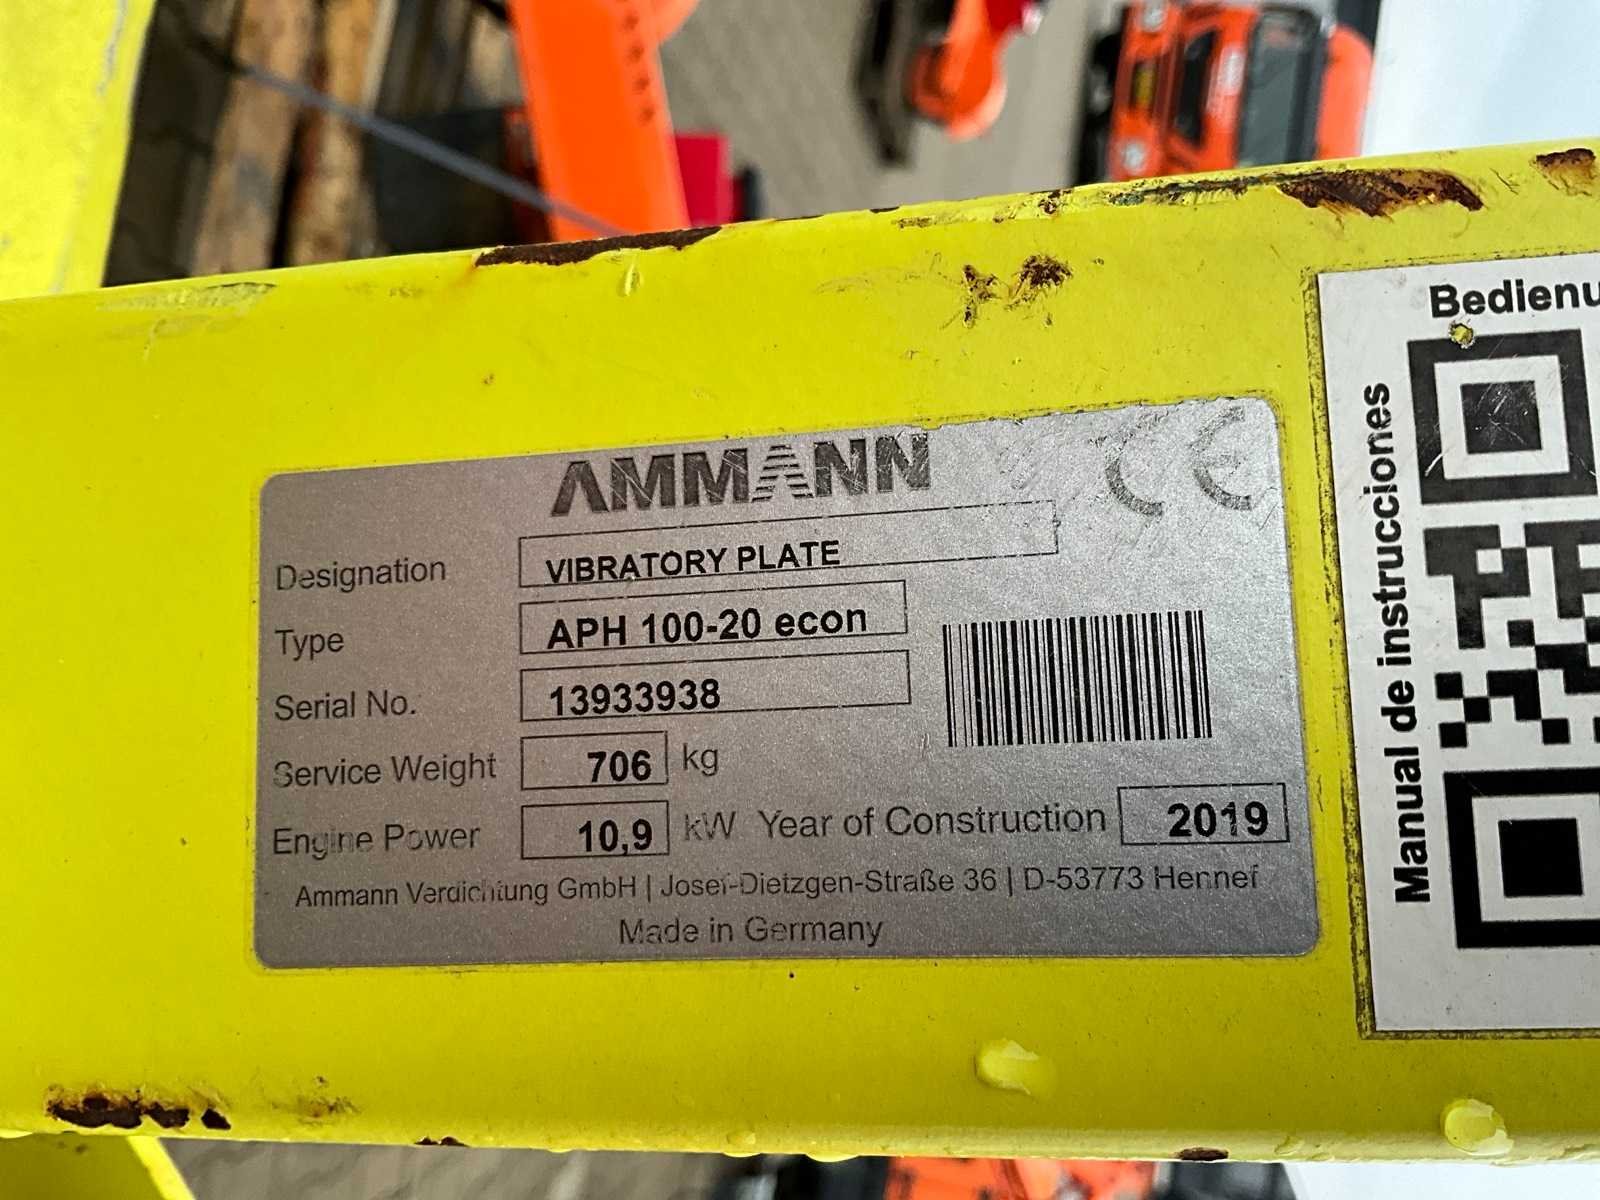 AMMANN CE
Designation VIBRATORY PLATE
Type APH 100-20 econ
Serial No. 13933938
Service Weight 706 kg
Engine Power 10,9 kW Year of Construction 2019
Ammann Verdichtung GmbH | Josef-Dietzgen-Straße 36 | D-53773 Hennef
Made in Germany
Bedienu
Manual de instrucciones